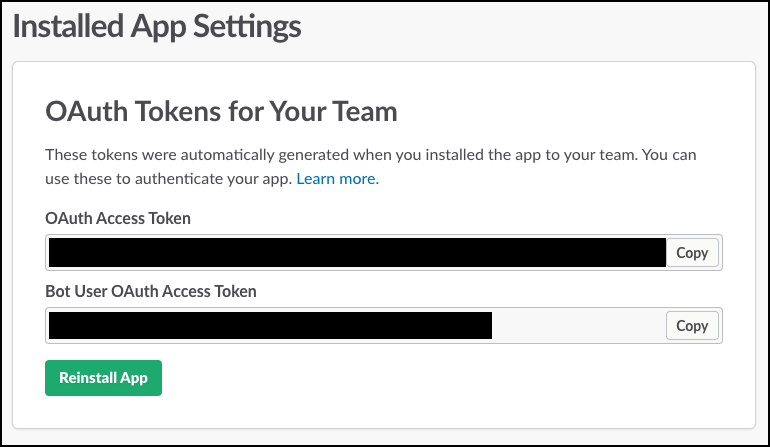 Installed App Settings
OAuth Tokens for Your Team
These tokens were automatically generated when you installed the app to your team. You can
use these to authenticate your app. Learn more.
OAuth Access Token
Copy
Bot User OAuth Access Token
Copy
Reinstall App